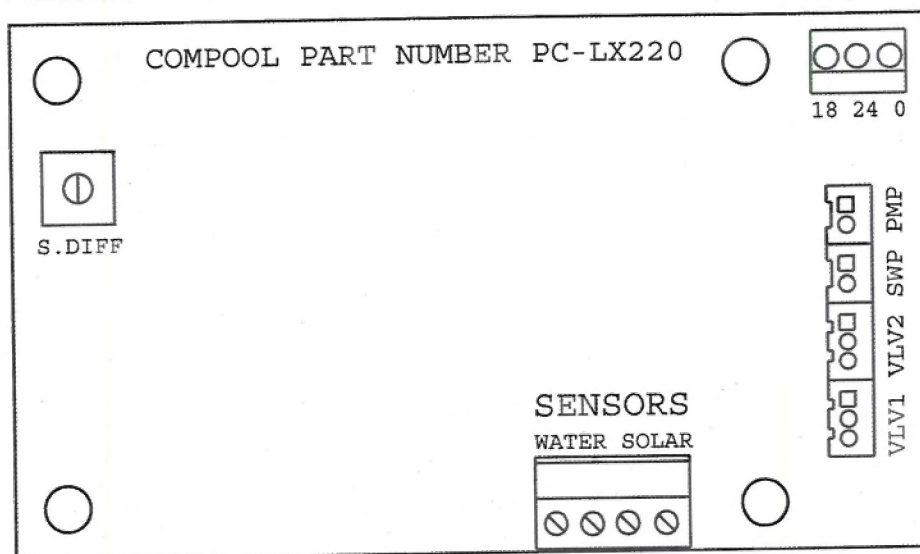 COMPOOL PART NUMBER PC-LX220
18 24 0
S.DIFF
PMP
SWP
VLV2
VLV1
SENSORS
WATER SOLAR